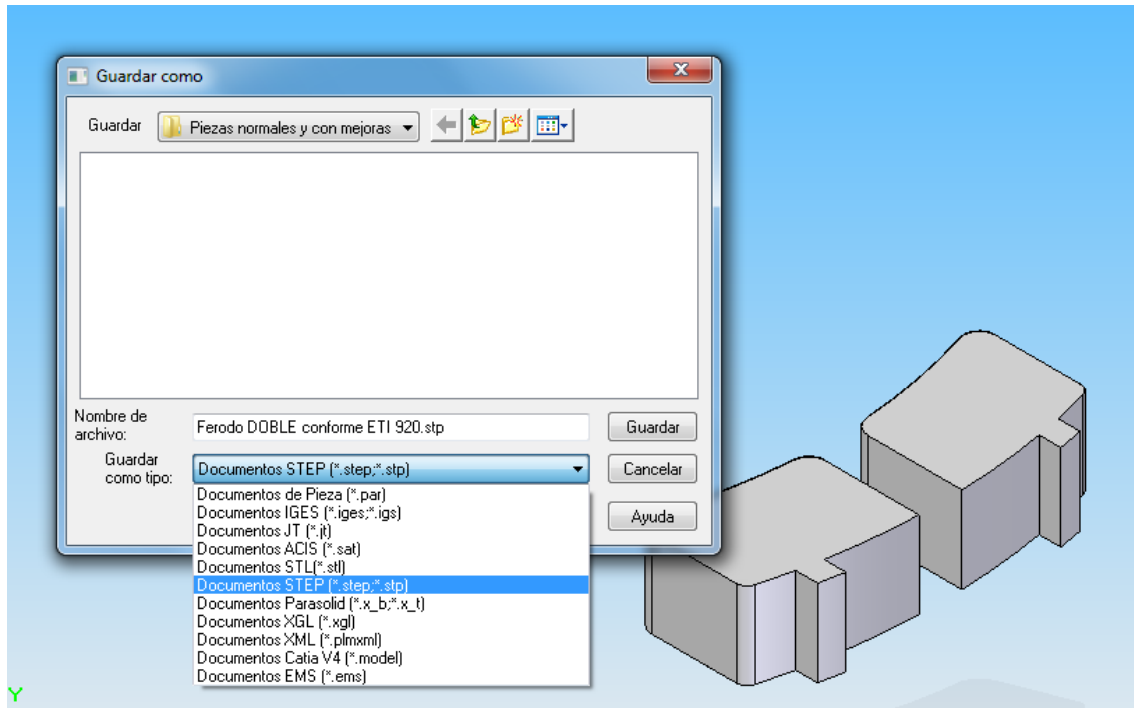 Guardar como
Guardar Piezas normales y con mejoras
Nombre de archivo: Ferodo DOBLE conforme ETI 920.stp Guardar
Guardar como tipo: Documentos STEP (*.step;*.stp) Cancelar
Documentos de Pieza (*.par)
Documentos IGES (*.iges;*.igs)
Ayuda
Documentos JT (*.jt)
Documentos ACIS (*.sat)
Documentos STL(*.stl)
Documentos STEP (*.step;*.stp)
Documentos Parasolid (*.x_b;*.x_t)
Documentos XGL (*.xgl)
Documentos XML (*.plmxml)
Documentos Catia V4 (*.model)
Documentos EMS (*.ems)
Y